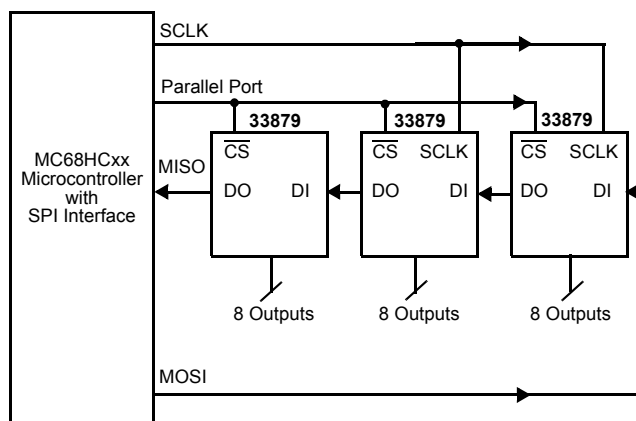 SCLK
Parallel Port
33879 33879 33879
CS CS SCLK CS SCLK
MC68HCxx
Microcontroller
with
SPI Interface
MISO
DO DI DO DI DO DI
8 Outputs 8 Outputs 8 Outputs
MOSI